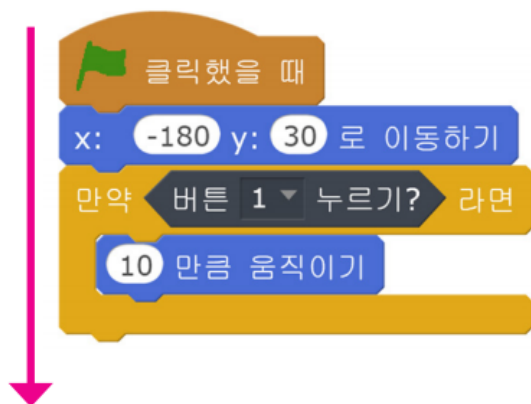 클릭했을 때
x: -180 y: 30 로 이동하기
만약 버튼 1 누르기? 라면
10 만큼 움직이기